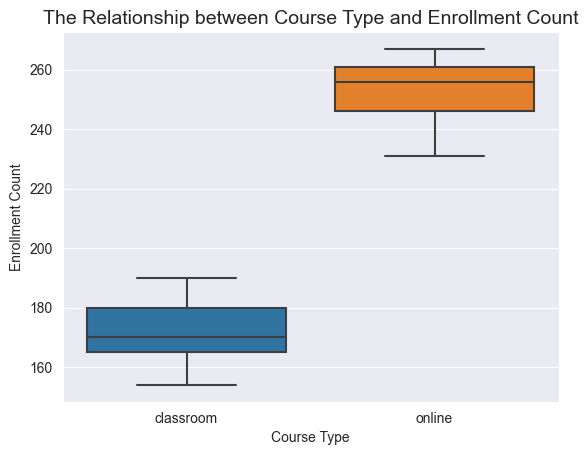 The Relationship between Course Type and Enrollment Count
260
240
220
200
180
160
Enrollment Count
classroom
online
Course Type